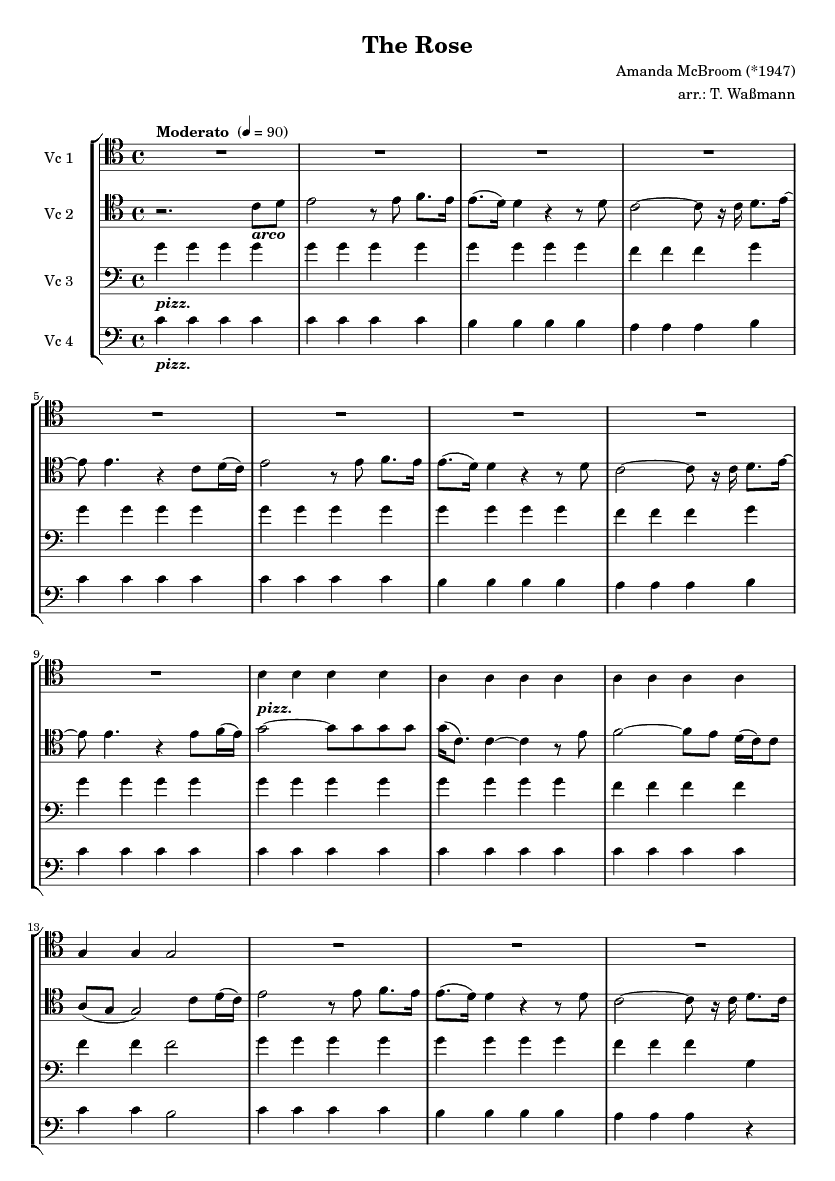 The Rose
Amanda McBroom (*1947)
arr.: T. Waßmann
Moderato (♩ = 90)
Vc 1
Vc 2
arco
Vc 3
pizz.
Vc 4
pizz.
5
9
pizz.
13